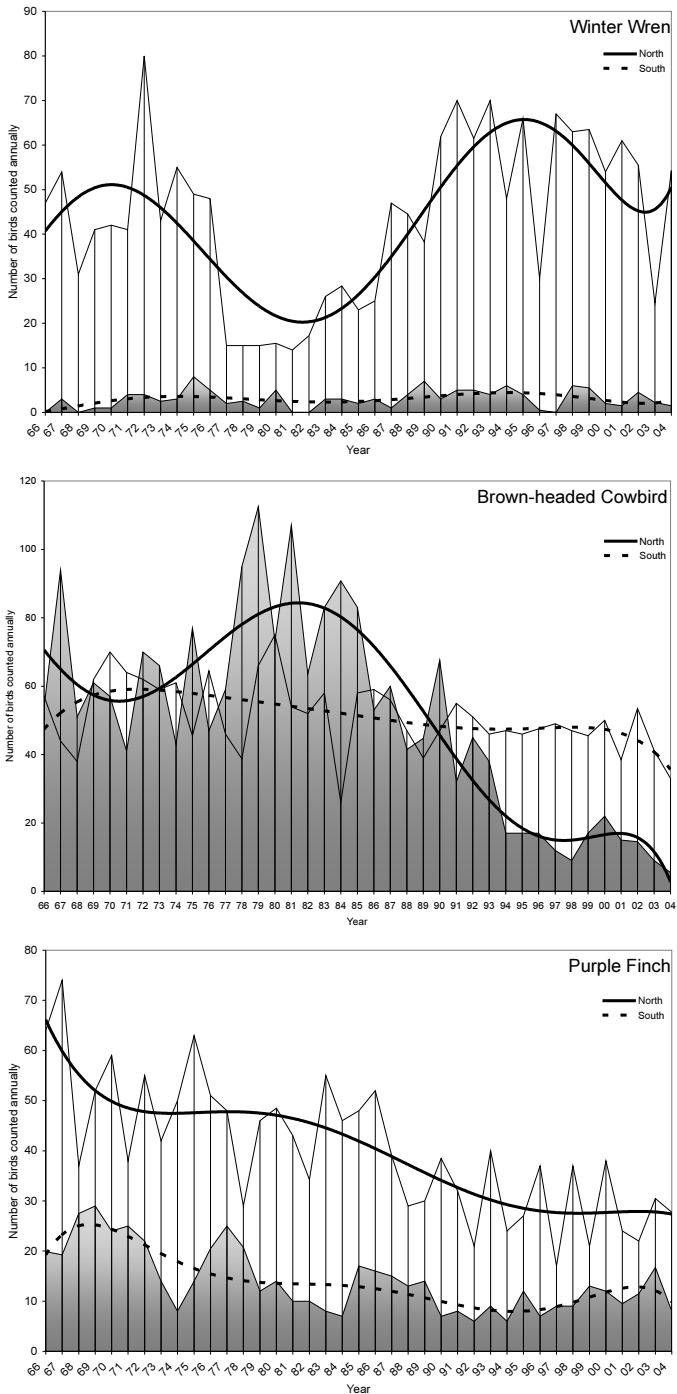 Winter Wren
North
South
Number of birds counted annually
90
80
70
60
50
40
30
20
10
0
66 67 68 69 70 71 72 73 74 75 76 77 78 79 80 81 82 83 84 85 86 87 88 89 90 91 92 93 94 95 96 97 98 99 00 01 02 03 04
Year
Brown-headed Cowbird
North
South
Number of birds counted annually
120
100
80
60
40
20
0
66 67 68 69 70 71 72 73 74 75 76 77 78 79 80 81 82 83 84 85 86 87 88 89 90 91 92 93 94 95 96 97 98 99 00 01 02 03 04
Year
Purple Finch
North
South
Number of birds counted annually
80
70
60
50
40
30
20
10
0
66 67 68 69 70 71 72 73 74 75 76 77 78 79 80 81 82 83 84 85 86 87 88 89 90 91 92 93 94 95 96 97 98 99 00 01 02 03 04
Year